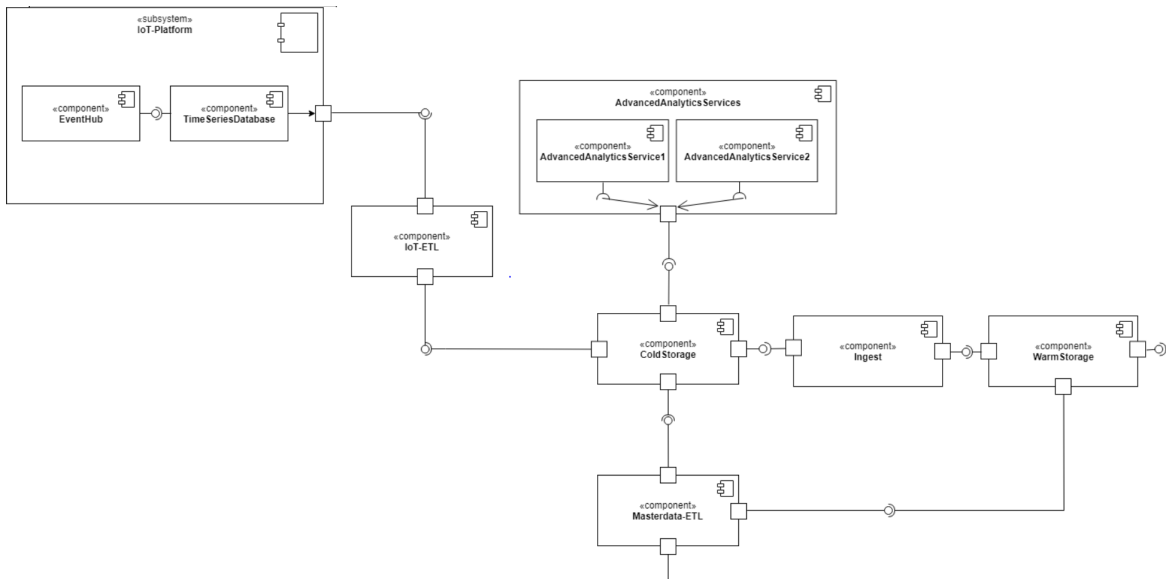 «subsystem»
IoT-Platform
«component»
EventHub
«component»
TimeSeriesDatabase
«component»
AdvancedAnalyticsServices
«component»
AdvancedAnalyticsService1
«component»
AdvancedAnalyticsService2
«component»
IoT-ETL
«component»
ColdStorage
«component»
Ingest
«component»
WarmStorage
«component»
Masterdata-ETL